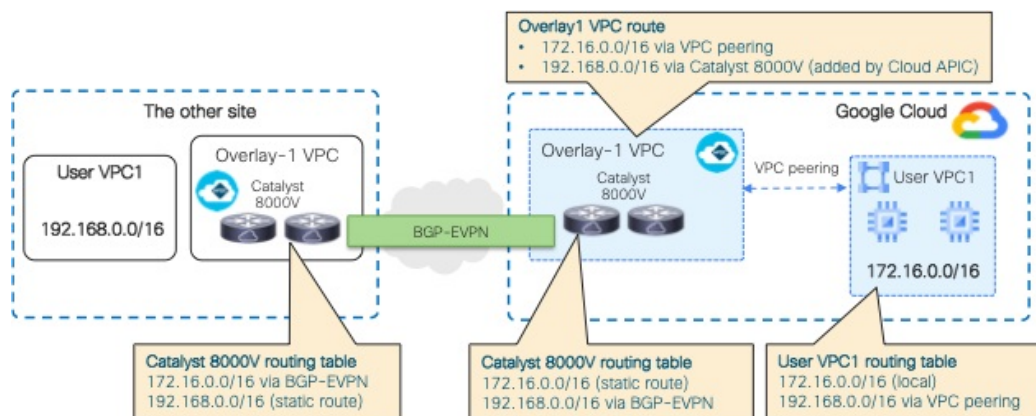 Overlay1 VPC route
• 172.16.0.0/16 via VPC peering
• 192.168.0.0/16 via Catalyst 8000V (added by Cloud APIC)
The other site
User VPC1
192.168.0.0/16
Overlay-1 VPC
Catalyst
8000V
BGP-EVPN
Google Cloud
Overlay-1 VPC
Catalyst
8000V
VPC peering
User VPC1
172.16.0.0/16
Catalyst 8000V routing table
172.16.0.0/16 via BGP-EVPN
192.168.0.0/16 (static route)
Catalyst 8000V routing table
172.16.0.0/16 (static route)
192.168.0.0/16 via BGP-EVPN
User VPC1 routing table
172.16.0.0/16 (local)
192.168.0.0/16 via VPC peering